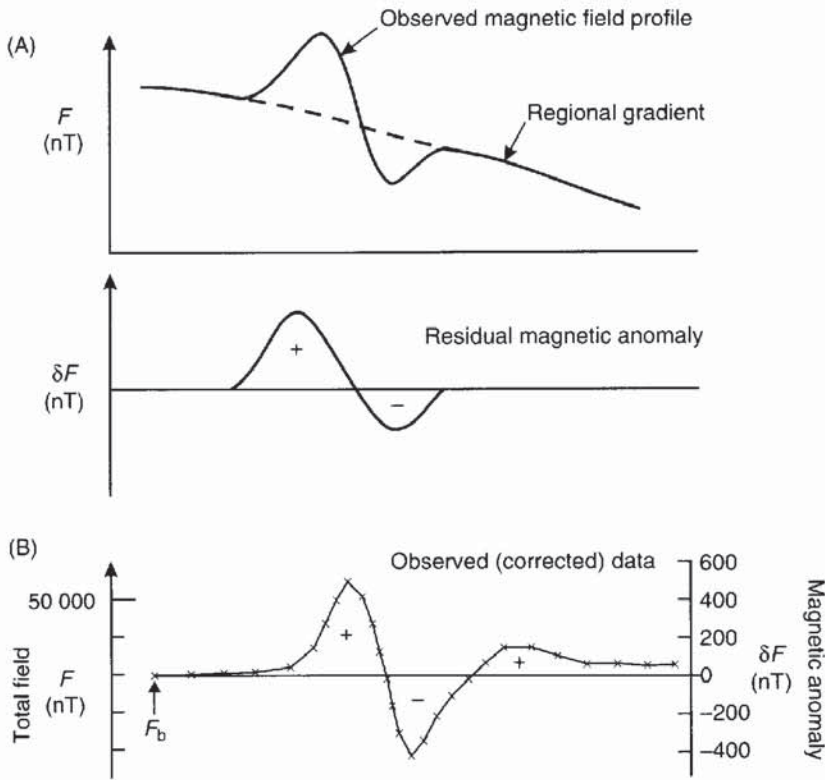 (A)
Observed magnetic field profile
F
(nT)
Regional gradient
Residual magnetic anomaly
+
−
δF
(nT)
(B)
Observed (corrected) data
600
50 000
400
200
0
−200
−400
+
−
+
F_b
Total field
F
(nT)
δF
(nT)
Magnetic anomaly